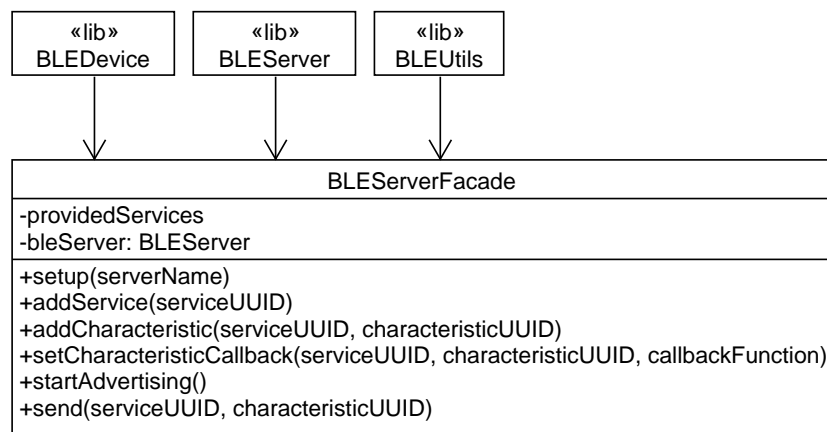 «lib»
BLEDevice
«lib»
BLEServer
«lib»
BLEUtils
BLEServerFacade
-providedServices
-bleServer: BLEServer
+setup(serverName)
+addService(serviceUUID)
+addCharacteristic(serviceUUID, characteristicUUID)
+setCharacteristicCallback(serviceUUID, characteristicUUID, callbackFunction)
+startAdvertising()
+send(serviceUUID, characteristicUUID)